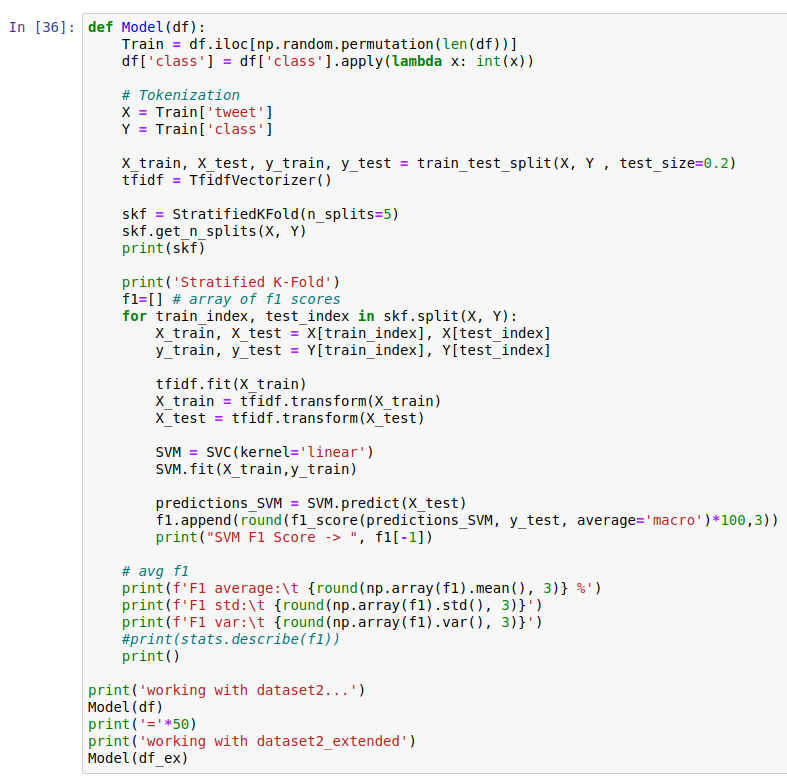 In [36]: def Model(df):
    Train = df.iloc[np.random.permutation(len(df))]
    df['class'] = df['class'].apply(lambda x: int(x))

    # Tokenization
    X = Train['tweet']
    Y = Train['class']

    X_train, X_test, y_train, y_test = train_test_split(X, Y , test_size=0.2)
    tfidf = TfidfVectorizer()

    skf = StratifiedKFold(n_splits=5)
    skf.get_n_splits(X, Y)
    print(skf)

    print('Stratified K-Fold')
    f1=[] # array of f1 scores
    for train_index, test_index in skf.split(X, Y):
        X_train, X_test = X[train_index], X[test_index]
        y_train, y_test = Y[train_index], Y[test_index]

        tfidf.fit(X_train)
        X_train = tfidf.transform(X_train)
        X_test = tfidf.transform(X_test)

        SVM = SVC(kernel='linear')
        SVM.fit(X_train,y_train)

        predictions_SVM = SVM.predict(X_test)
        f1.append(round(f1_score(predictions_SVM, y_test, average='macro')*100,3))
        print("SVM F1 Score -> ", f1[-1])

    # avg f1
    print(f'F1 average:\t {round(np.array(f1).mean(), 3)} %')
    print(f'F1 std:\t {round(np.array(f1).std(), 3)}')
    print(f'F1 var:\t {round(np.array(f1).var(), 3)}')
    #print(stats.describe(f1))
    print()

print('working with dataset2...')
Model(df)
print('='*50)
print('working with dataset2_extended')
Model(df_ex)